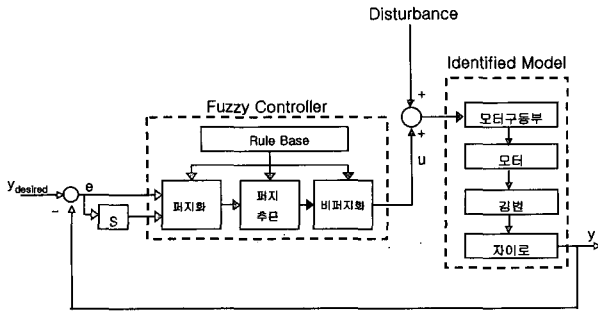 Disturbance
Identified Model
Fuzzy Controller
+
+
u
Rule Base
y desired
e
−
S
퍼지화
퍼지
추론
비퍼지화
모터구동부
모터
김벌
자이로
y